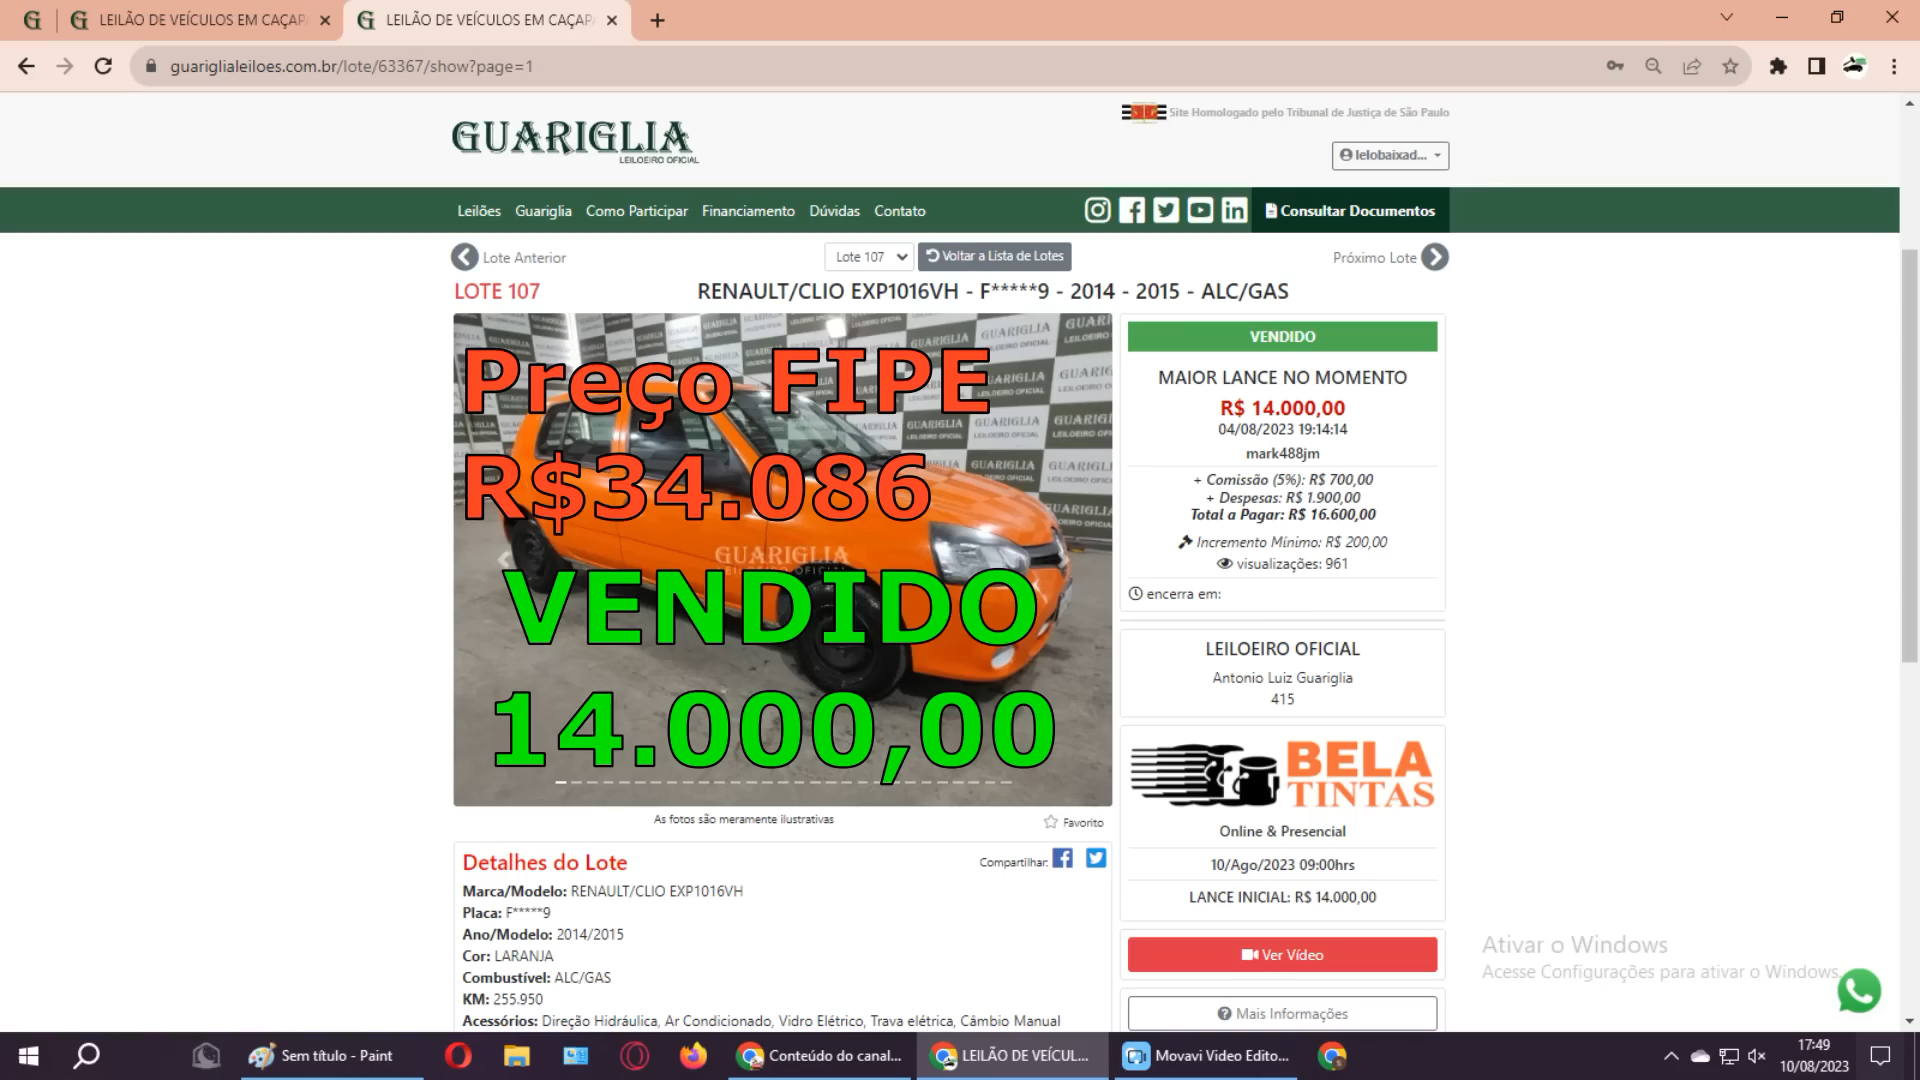 LEILÃO DE VEÍCULOS EM CAÇAPA
LEILÃO DE VEÍCULOS EM CAÇAPA
guariglialeiloes.com.br/lote/63367/show?page=1
GUARIGLIA
LEILOEIRO OFICIAL
Site Homologado pelo Tribunal de Justiça de São Paulo
lelobaixad...
Leilões Guariglia Como Participar Financiamento Dúvidas Contato
Consultar Documentos
Lote Anterior
Lote 107
Voltar a Lista de Lotes
Próximo Lote
LOTE 107
RENAULT/CLIO EXP1016VH - F*****9 - 2014 - 2015 - ALC/GAS
Preço FIPE
R$34.086
GUARIGLIA
LEILOEIRO OFICIAL
VENDIDO
14.000,00
As fotos são meramente ilustrativas
Favorito
VENDIDO
MAIOR LANCE NO MOMENTO
R$ 14.000,00
04/08/2023 19:14:14
mark488jm
+ Comissão (5%): R$ 700,00
+ Despesas: R$ 1.900,00
Total a Pagar: R$ 16.600,00
Incremento Mínimo: R$ 200,00
visualizações: 961
encerra em:
LEILOEIRO OFICIAL
Antonio Luiz Guariglia
415
BELA
TINTAS
Online & Presencial
10/Ago/2023 09:00hrs
LANCE INICIAL: R$ 14.000,00
Ver Vídeo
Mais Informações
Detalhes do Lote
Compartilhar:
Marca/Modelo: RENAULT/CLIO EXP1016VH
Placa: F*****9
Ano/Modelo: 2014/2015
Cor: LARANJA
Combustível: ALC/GAS
KM: 255.950
Acessórios: Direção Hidráulica, Ar Condicionado, Vidro Elétrico, Trava elétrica, Câmbio Manual
Ativar o Windows
Acesse Configurações para ativar o Windows.
Sem título - Paint
Conteúdo do canal...
LEILÃO DE VEÍCUL...
Movavi Video Edito...
17:49
10/08/2023